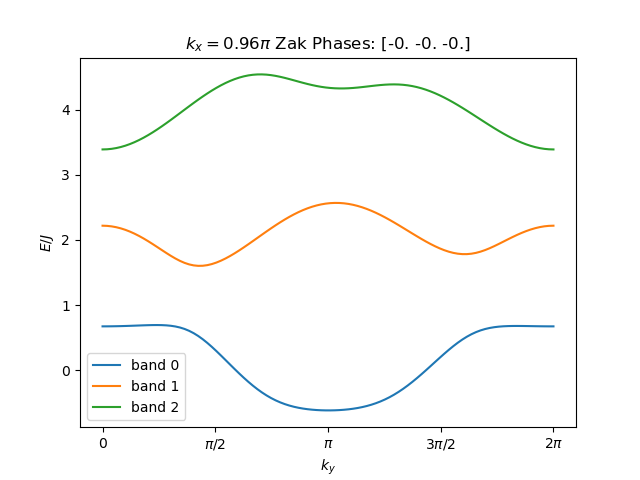 $k_x = 0.96\pi$ Zak Phases: [-0. -0. -0.]
E/J
4
3
2
1
0
band 0
band 1
band 2
0
π/2
π
3π/2
2π
$k_y$